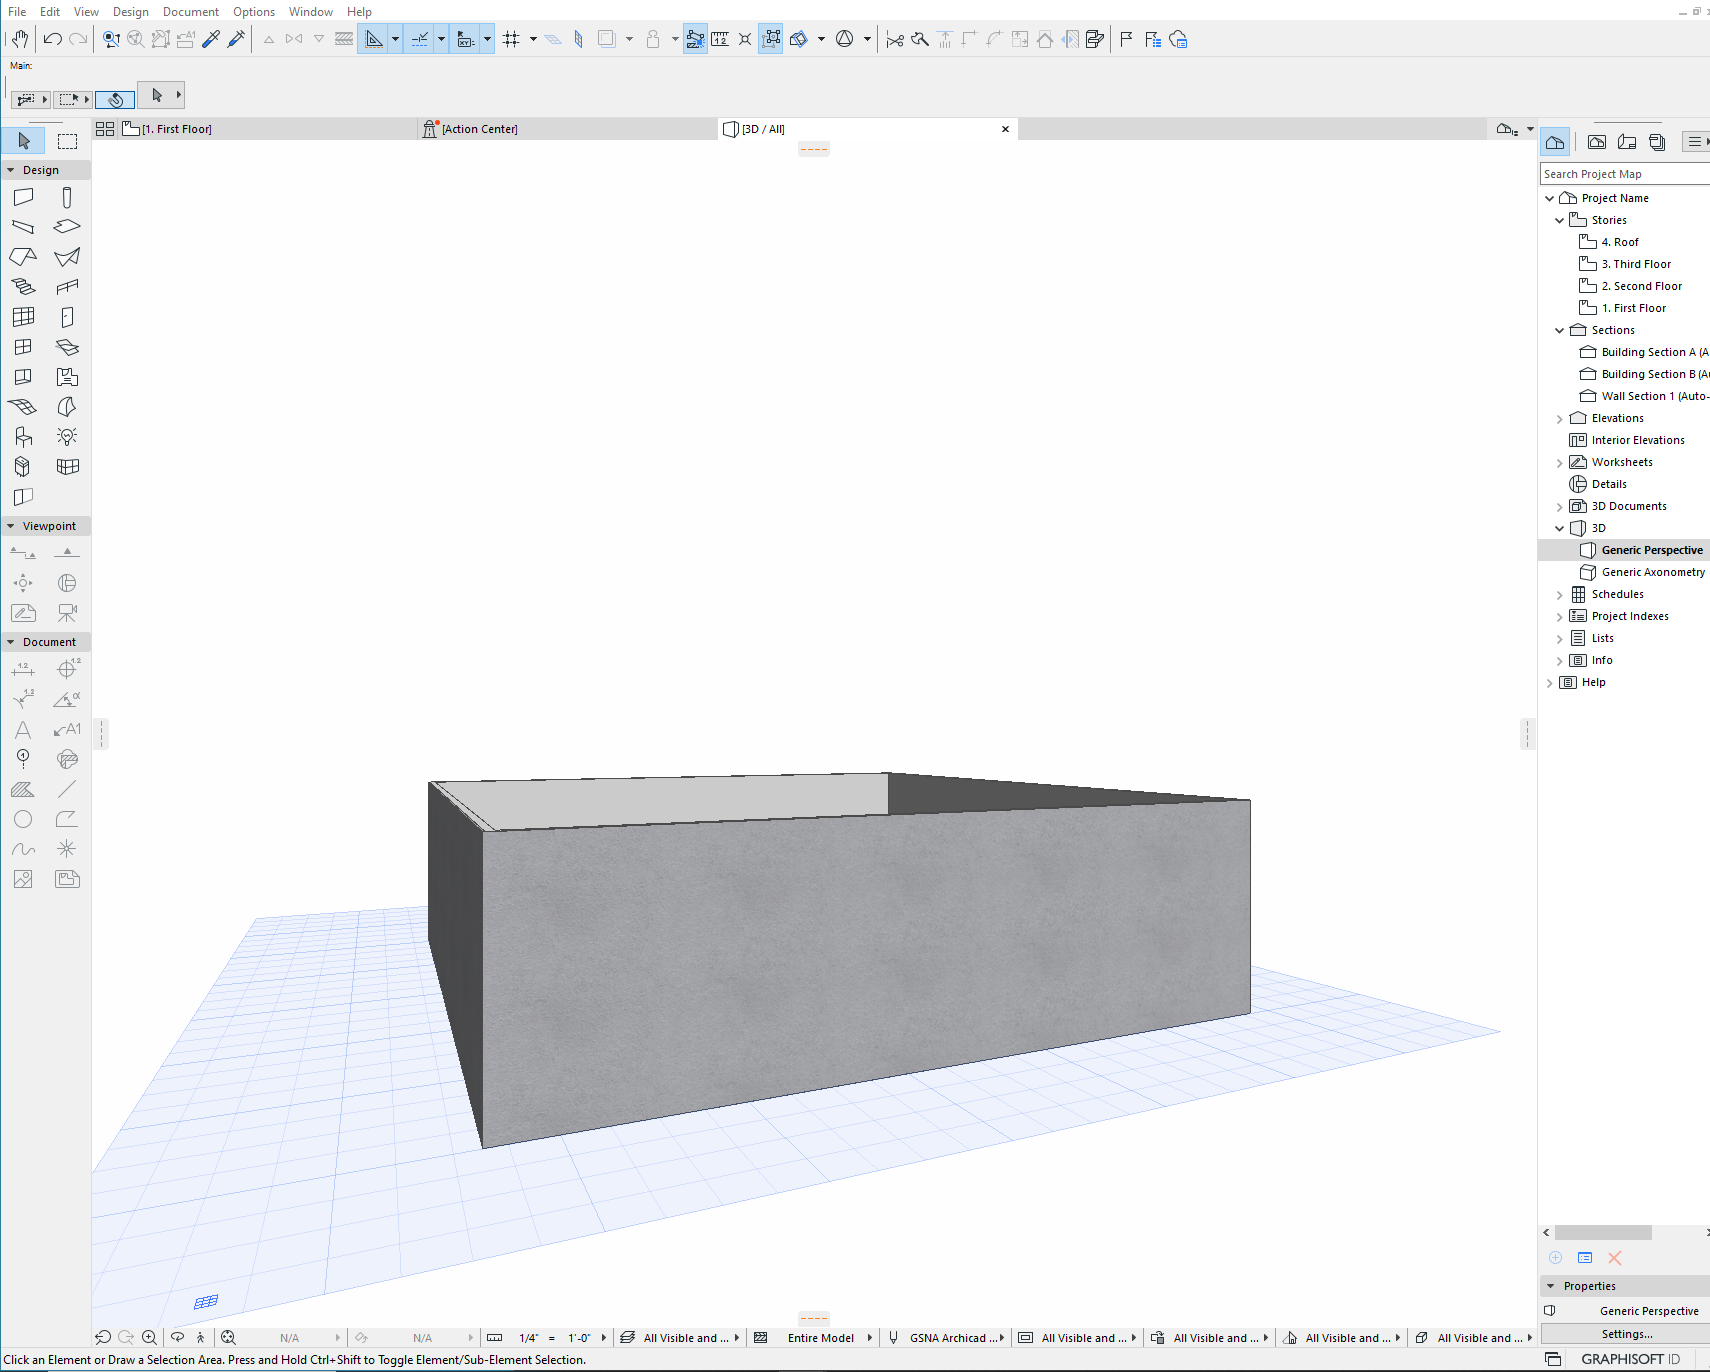 File Edit View Design Document Options Window Help
Main:
[1. First Floor]
[Action Center]
[3D / All]
Design
Viewpoint
Document
Search Project Map
Project Name
Stories
4. Roof
3. Third Floor
2. Second Floor
1. First Floor
Sections
Building Section A (A
Building Section B (Au
Wall Section 1 (Auto-
Elevations
Interior Elevations
Worksheets
Details
3D Documents
3D
Generic Perspective
Generic Axonometry
Schedules
Project Indexes
Lists
Info
Help
Properties
Generic Perspective
Settings...
N/A N/A 1/4" = 1'-0" All Visible and ... Entire Model GSNA Archicad ... All Visible and ... All Visible and ... All Visible and ... All Visible and ...
Click an Element or Draw a Selection Area. Press and Hold Ctrl+Shift to Toggle Element/Sub-Element Selection.
GRAPHISOFT ID